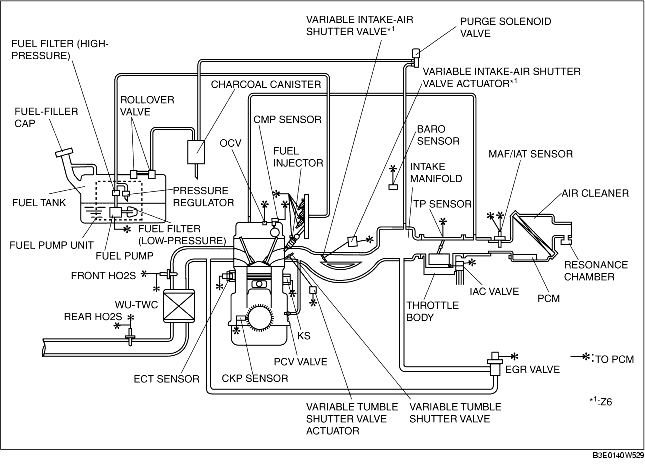 VARIABLE INTAKE-AIR
SHUTTER VALVE*1
PURGE SOLENOID
VALVE
FUEL FILTER (HIGH-
PRESSURE)
VARIABLE INTAKE-AIR SHUTTER
VALVE ACTUATOR*1
CHARCOAL CANISTER
ROLLOVER
VALVE
FUEL-FILLER
CAP
CMP SENSOR
BARO
SENSOR
OCV
FUEL
INJECTOR
MAF/IAT SENSOR
INTAKE
MANIFOLD
AIR CLEANER
PRESSURE
REGULATOR
FUEL TANK
TP SENSOR
FUEL FILTER
(LOW-PRESSURE)
FUEL PUMP UNIT
FUEL PUMP
RESONANCE
CHAMBER
FRONT HO2S
IAC VALVE
PCM
WU-TWC
THROTTLE
BODY
REAR HO2S
KS
PCV VALVE
ECT SENSOR
CKP SENSOR
EGR VALVE
*:TO PCM
VARIABLE TUMBLE
SHUTTER VALVE
ACTUATOR
VARIABLE TUMBLE
SHUTTER VALVE
*1:Z6
B3E0140W529